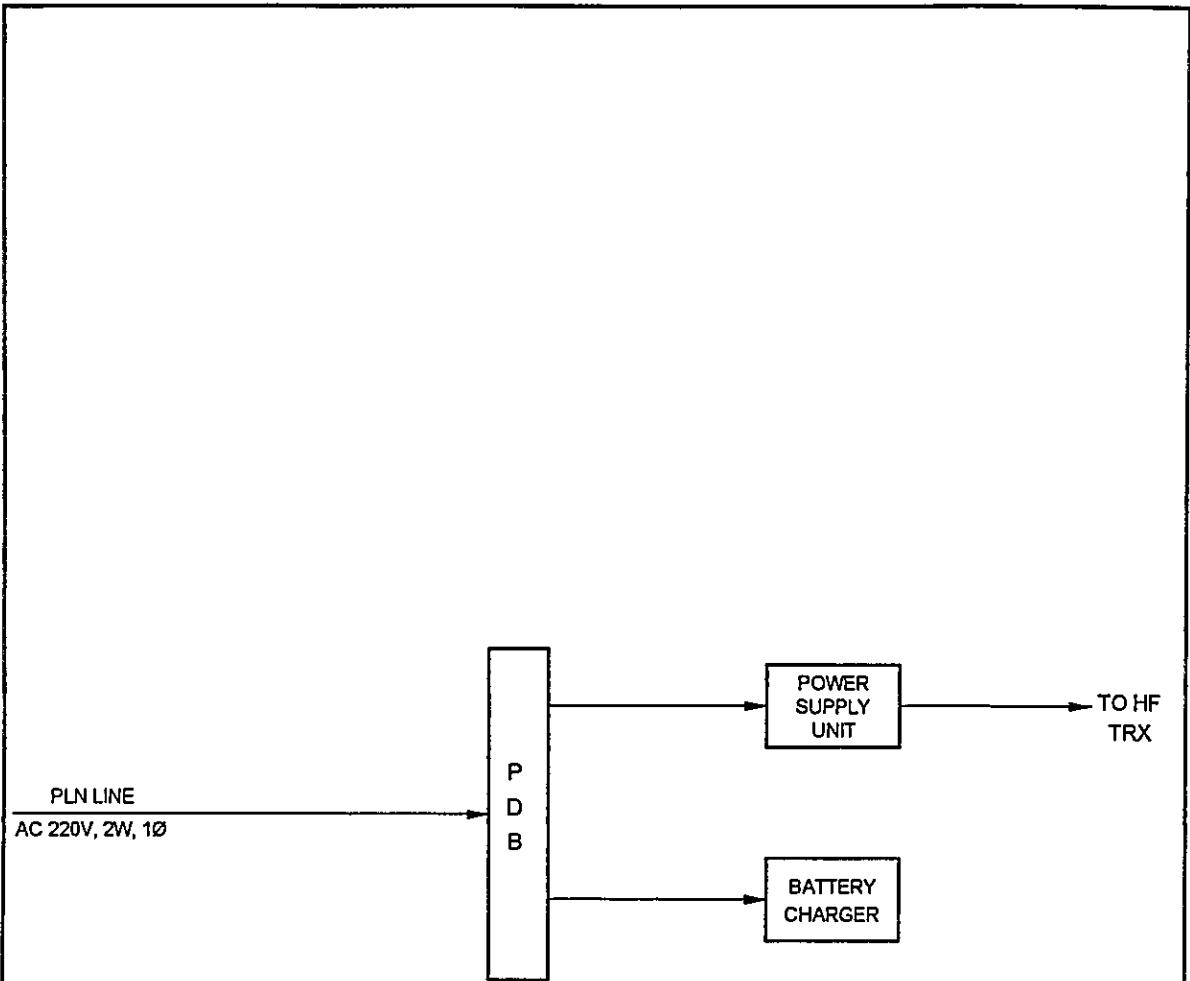 POWER
SUPPLY
UNIT
TO HF
TRX
P
D
B
PLN LINE
AC 220V, 2W, 1Ø
BATTERY
CHARGER